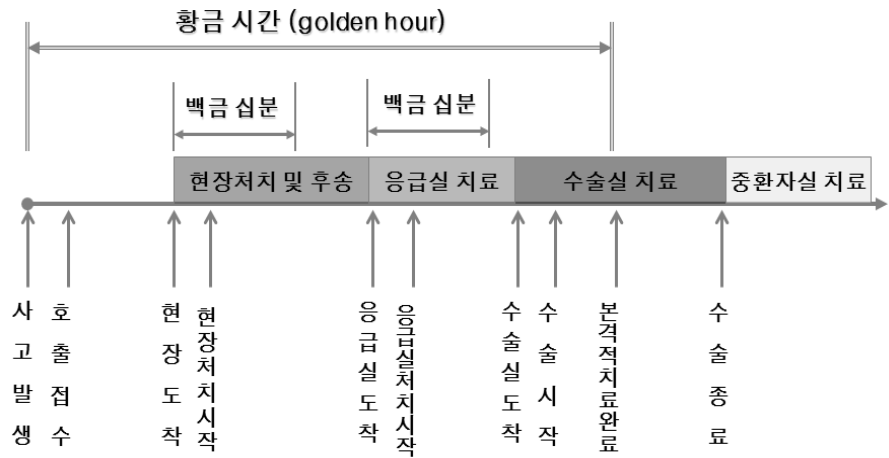 황금 시간 (golden hour)
백금 십분
백금 십분
현장처치 및 후송
응급실 치료
수술실 치료
중환자실 치료
사고발생
호출접수
현장도착
현장처치시작
응급실도착
응급실처치시작
수술실도착
수술시작
본격적치료완료
수술종료